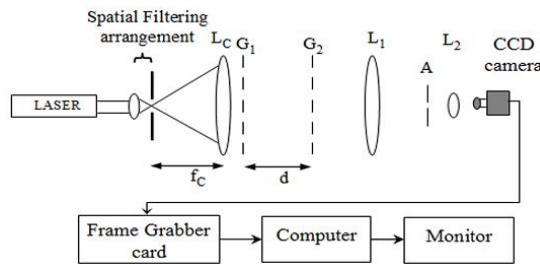 Spatial Filtering
arrangement
L_C G_1 G_2 L_1 L_2 CCD
camera
A
LASER
f_C d
Frame Grabber
card
Computer
Monitor